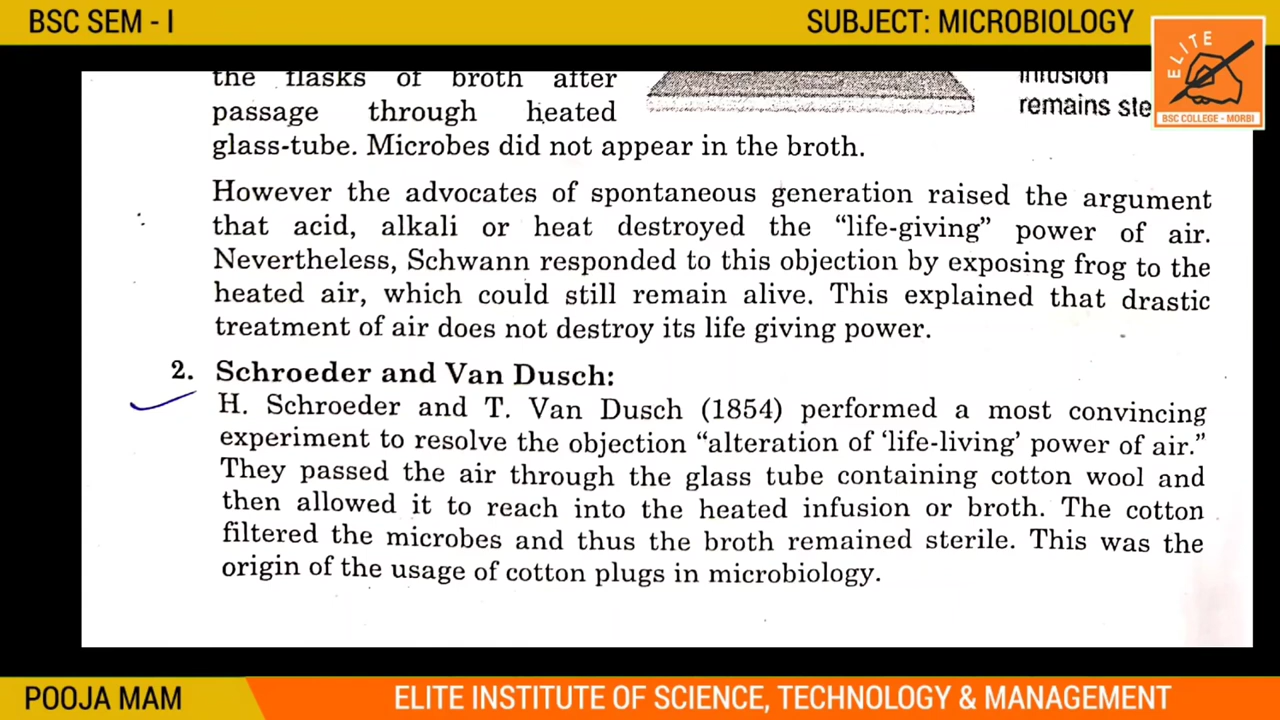 BSC SEM - I
SUBJECT: MICROBIOLOGY
ELITE
BSC COLLEGE - MORBI
the flasks of broth after
passage through heated
glass-tube. Microbes did not appear in the broth.
infusion
remains ste
However the advocates of spontaneous generation raised the argument
that acid, alkali or heat destroyed the “life-giving” power of air.
Nevertheless, Schwann responded to this objection by exposing frog to the
heated air, which could still remain alive. This explained that drastic
treatment of air does not destroy its life giving power.
2. Schroeder and Van Dusch:
H. Schroeder and T. Van Dusch (1854) performed a most convincing
experiment to resolve the objection “alteration of ‘life-living’ power of air.”
They passed the air through the glass tube containing cotton wool and
then allowed it to reach into the heated infusion or broth. The cotton
filtered the microbes and thus the broth remained sterile. This was the
origin of the usage of cotton plugs in microbiology.
POOJA MAM
ELITE INSTITUTE OF SCIENCE, TECHNOLOGY & MANAGEMENT